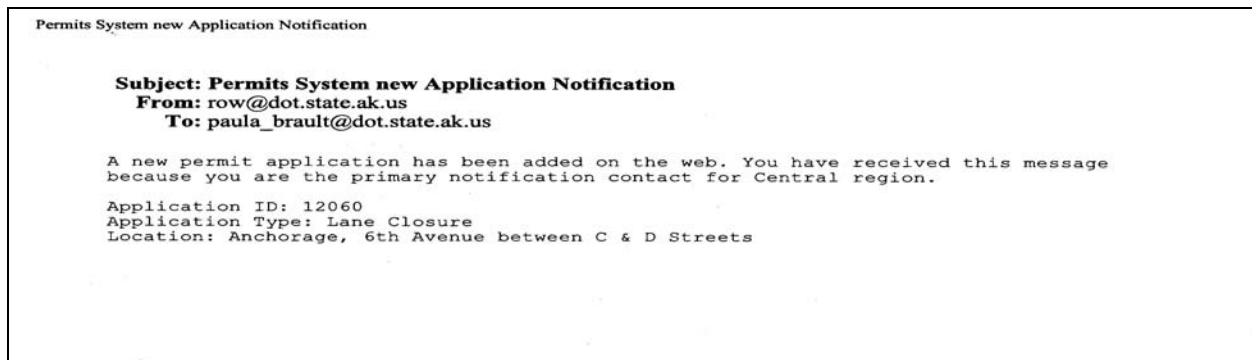 Permits System new Application Notification
Subject: Permits System new Application Notification
From: row@dot.state.ak.us
To: paula_brault@dot.state.ak.us
A new permit application has been added on the web. You have received this message
because you are the primary notification contact for Central region.
Application ID: 12060
Application Type: Lane Closure
Location: Anchorage, 6th Avenue between C & D Streets